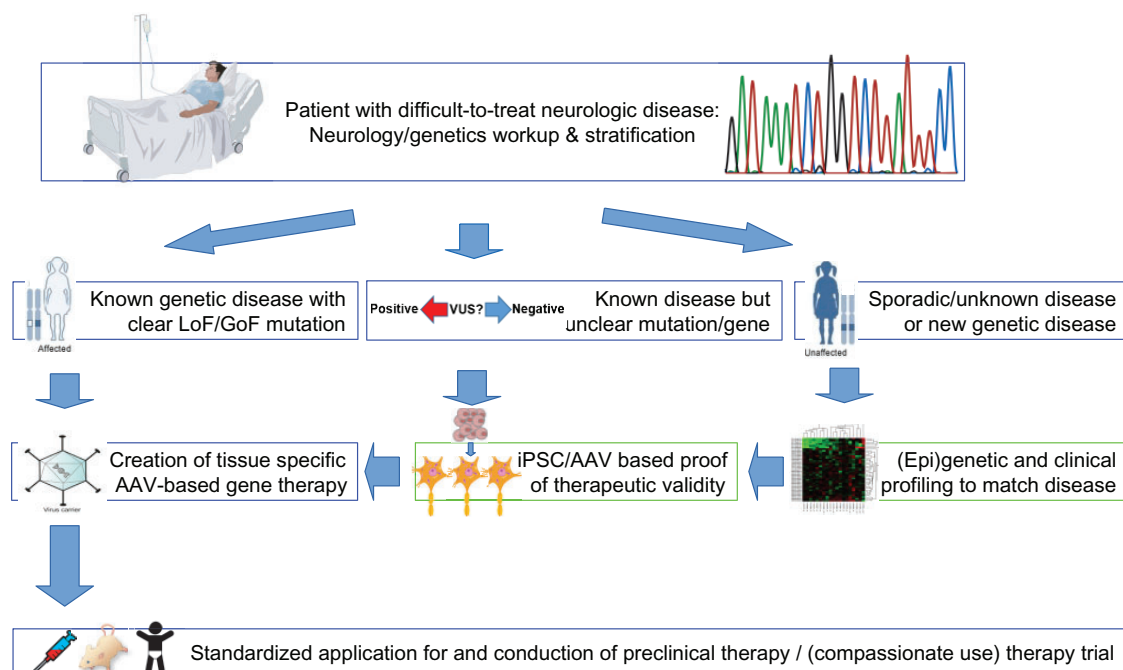 Patient with difficult-to-treat neurologic disease:
Neurology/genetics workup & stratification
Known genetic disease with
clear LoF/GoF mutation
Affected
Positive
VUS?
Negative
Known disease but
unclear mutation/gene
Sporadic/unknown disease
or new genetic disease
Unaffected
Creation of tissue specific
AAV-based gene therapy
Virus carrier
iPSC/AAV based proof
of therapeutic validity
(Epi)genetic and clinical
profiling to match disease
Standardized application for and conduction of preclinical therapy / (compassionate use) therapy trial